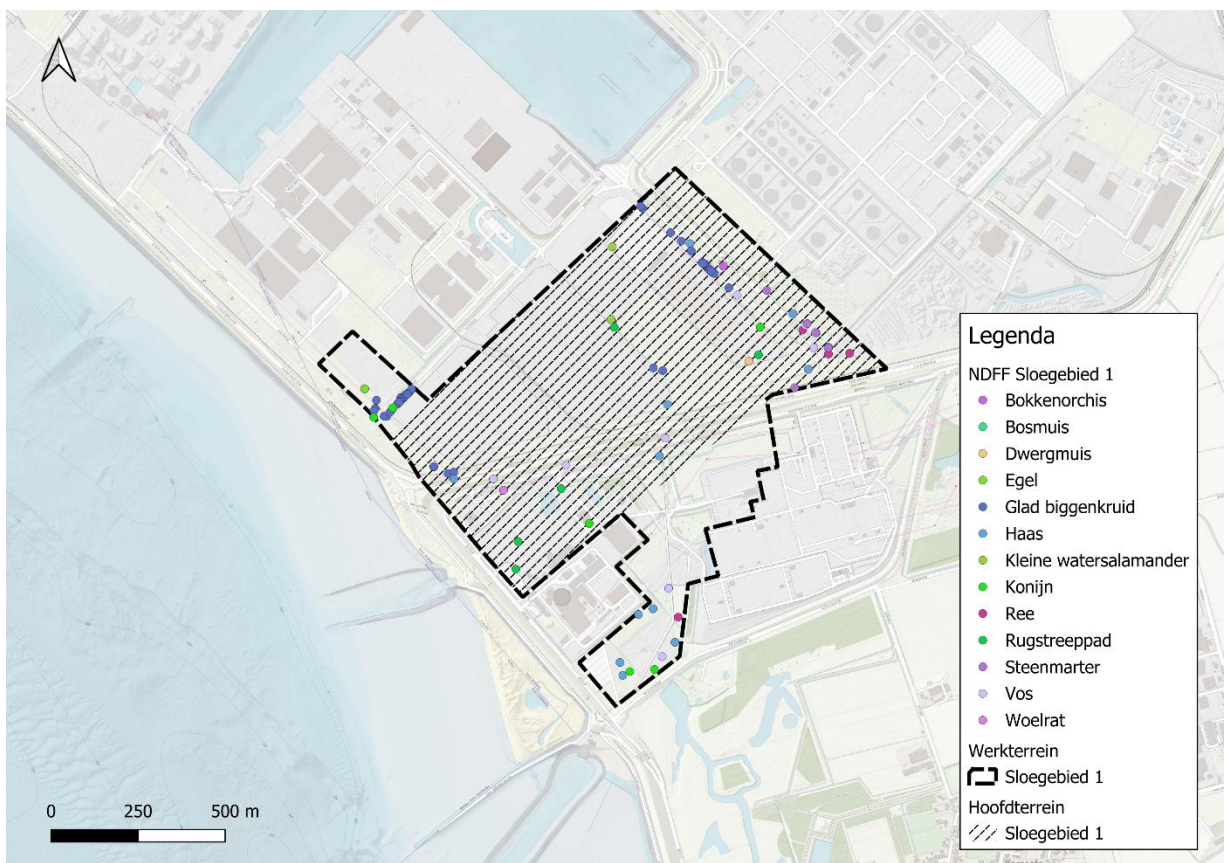 Legenda
NDFF Sloegebied 1
Bokkenorchis
Bosmuis
Dwergmuis
Egel
Glad biggenkruid
Haas
Kleine watersalamander
Konijn
Ree
Rugstreeppad
Steenmarter
Vos
Woelrat
Werkterrein
Sloegebied 1
Hoofdterrein
Sloegebied 1
0 250 500 m